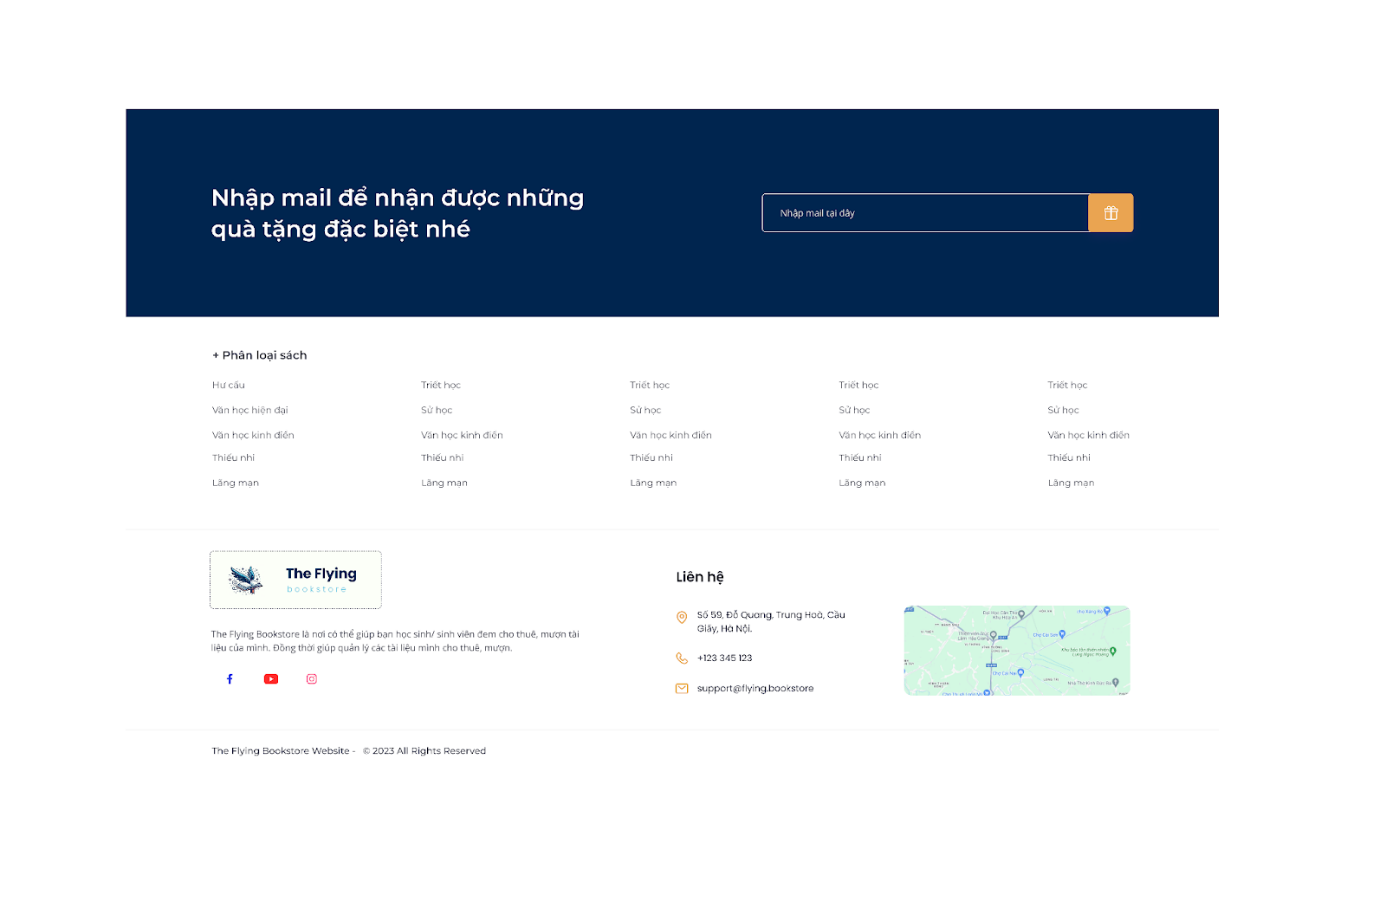 Nhập mail để nhận được những
quà tặng đặc biệt nhé
Nhập mail tại đây
+ Phân loại sách
Hư cấu
Triết học
Triết học
Triết học
Triết học
Văn học hiện đại
Sử học
Sử học
Sử học
Sử học
Văn học kinh điển
Văn học kinh điển
Văn học kinh điển
Văn học kinh điển
Văn học kinh điển
Thiếu nhi
Thiếu nhi
Thiếu nhi
Thiếu nhi
Thiếu nhi
Lãng mạn
Lãng mạn
Lãng mạn
Lãng mạn
Lãng mạn
The Flying
bookstore
The Flying Bookstore là nơi có thể giúp bạn học sinh/ sinh viên đem cho thuê, mượn tài
liệu của mình. Đồng thời giúp quản lý các tài liệu mình cho thuê, mượn.
Liên hệ
Số 59, Đỗ Quang, Trung Hoà, Cầu
Giấy, Hà Nội.
+123 345 123
support@flying.bookstore
The Flying Bookstore Website - © 2023 All Rights Reserved